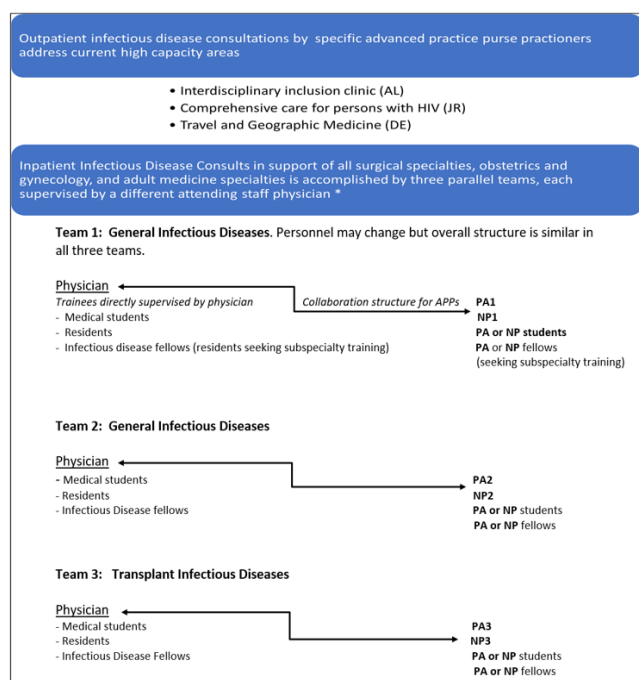 Outpatient infectious disease consultations by specific advanced practice purse practioners
address current high capacity areas
• Interdisciplinary inclusion clinic (AL)
• Comprehensive care for persons with HIV (JR)
• Travel and Geographic Medicine (DE)
Inpatient Infectious Disease Consults in support of all surgical specialties, obstetrics and
gynecology, and adult medicine specialties is accomplished by three parallel teams, each
supervised by a different attending staff physician *
Team 1: General Infectious Diseases. Personnel may change but overall structure is similar in
all three teams.
Physician
Trainees directly supervised by physician
- Medical students
- Residents
- Infectious disease fellows (residents seeking subspecialty training)
Collaboration structure for APPs
PA1
NP1
PA or NP students
PA or NP fellows
(seeking subspecialty training)
Team 2: General Infectious Diseases
Physician
- Medical students
- Residents
- Infectious Disease fellows
PA2
NP2
PA or NP students
PA or NP fellows
Team 3: Transplant Infectious Diseases
Physician
- Medical students
- Residents
- Infectious Disease Fellows
PA3
NP3
PA or NP students
PA or NP fellows